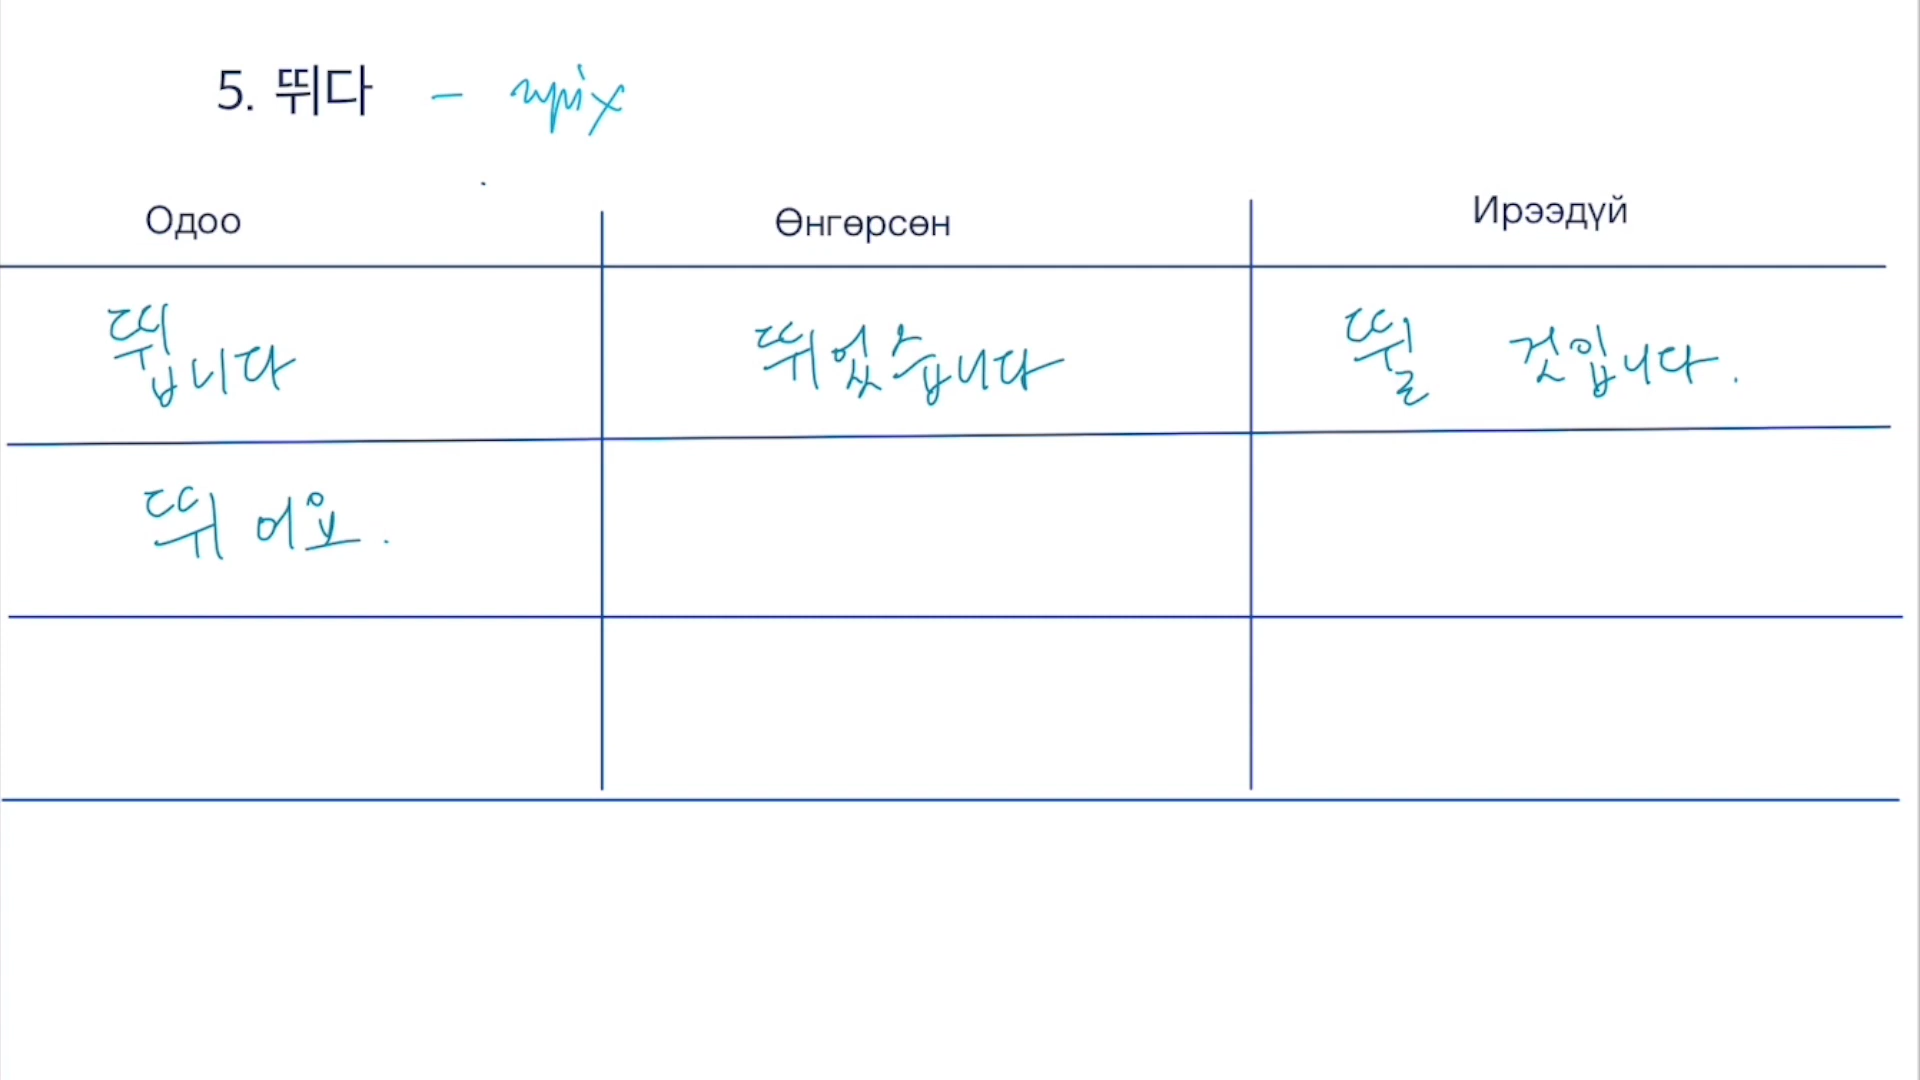 5. 뛰다 – үсрэх
Одоо Өнгөрсөн Ирээдүй
뜁니다 뛰었습니다 뛸 것입니다.
뛰어요.